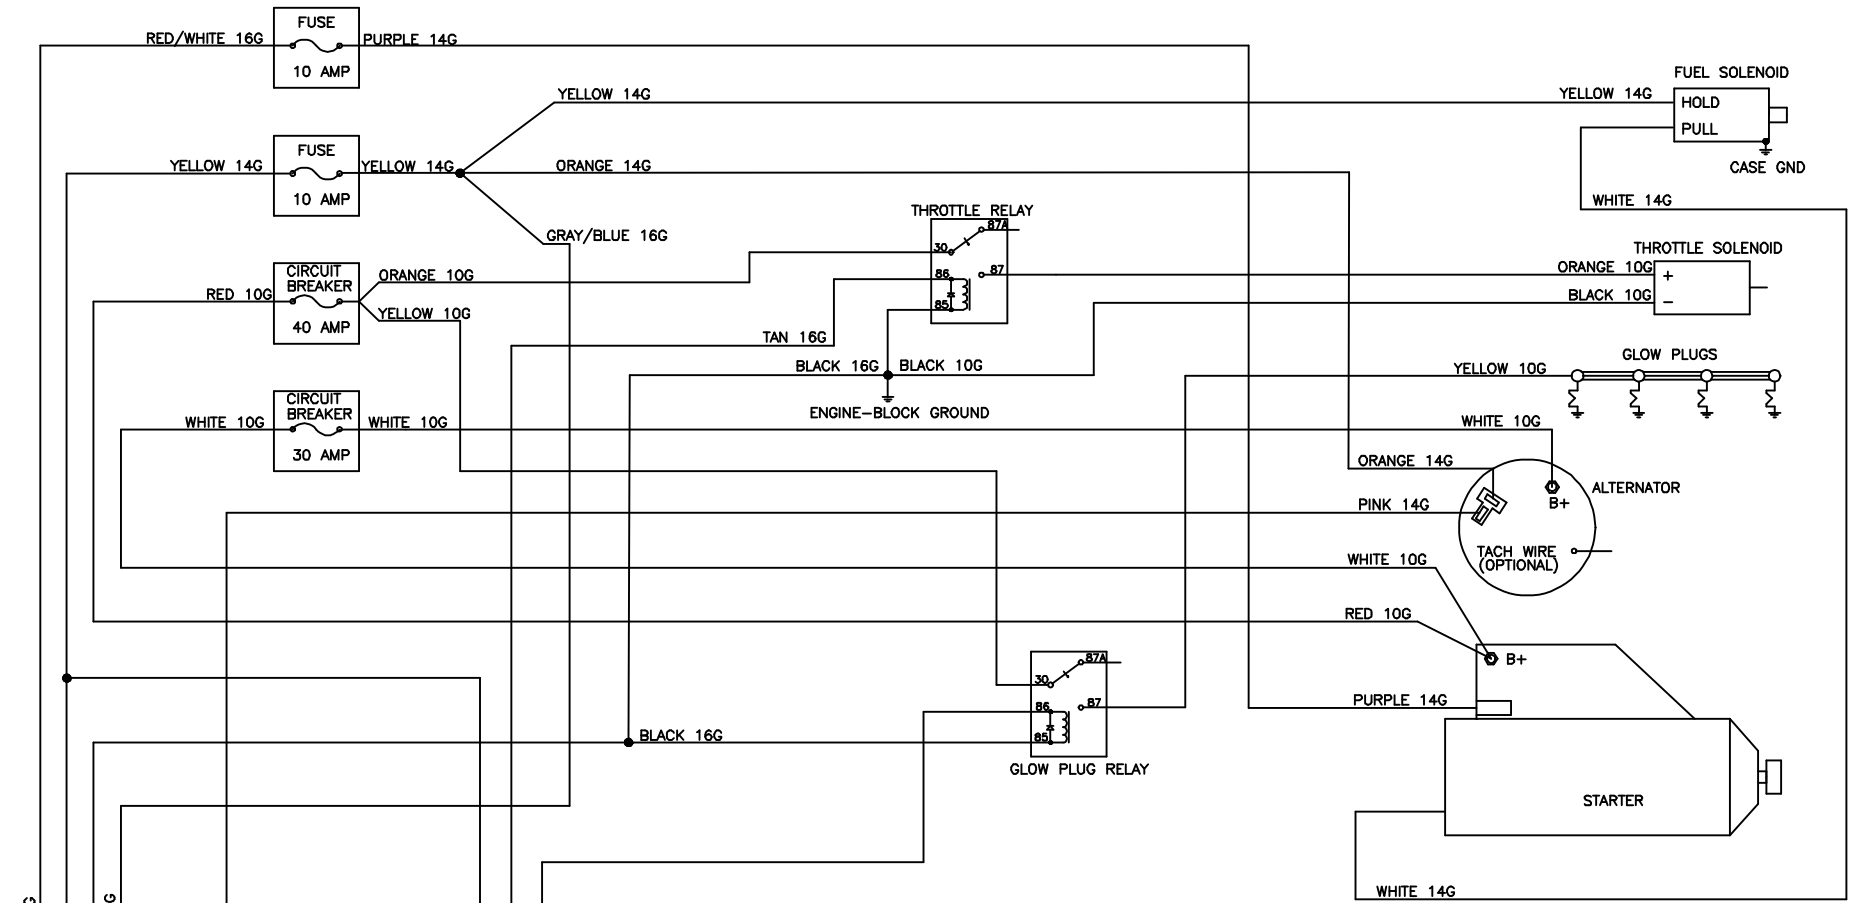 FUSE
RED/WHITE 16G
PURPLE 14G
10 AMP
FUEL SOLENOID
YELLOW 14G
YELLOW 14G
HOLD
PULL
FUSE
YELLOW 14G
YELLOW 14G
ORANGE 14G
CASE GND
10 AMP
WHITE 14G
THROTTLE RELAY
87A
GRAY/BLUE 16G
30
THROTTLE SOLENOID
CIRCUIT
BREAKER
ORANGE 10G
86
87
ORANGE 10G
+
RED 10G
BLACK 10G
−
85
YELLOW 10G
40 AMP
TAN 16G
GLOW PLUGS
BLACK 16G
BLACK 10G
YELLOW 10G
CIRCUIT
BREAKER
ENGINE-BLOCK GROUND
WHITE 10G
WHITE 10G
WHITE 10G
30 AMP
ORANGE 14G
ALTERNATOR
B+
PINK 14G
TACH WIRE
(OPTIONAL)
WHITE 10G
RED 10G
87A
B+
30
86
87
PURPLE 14G
BLACK 16G
85
GLOW PLUG RELAY
STARTER
WHITE 14G
G
G